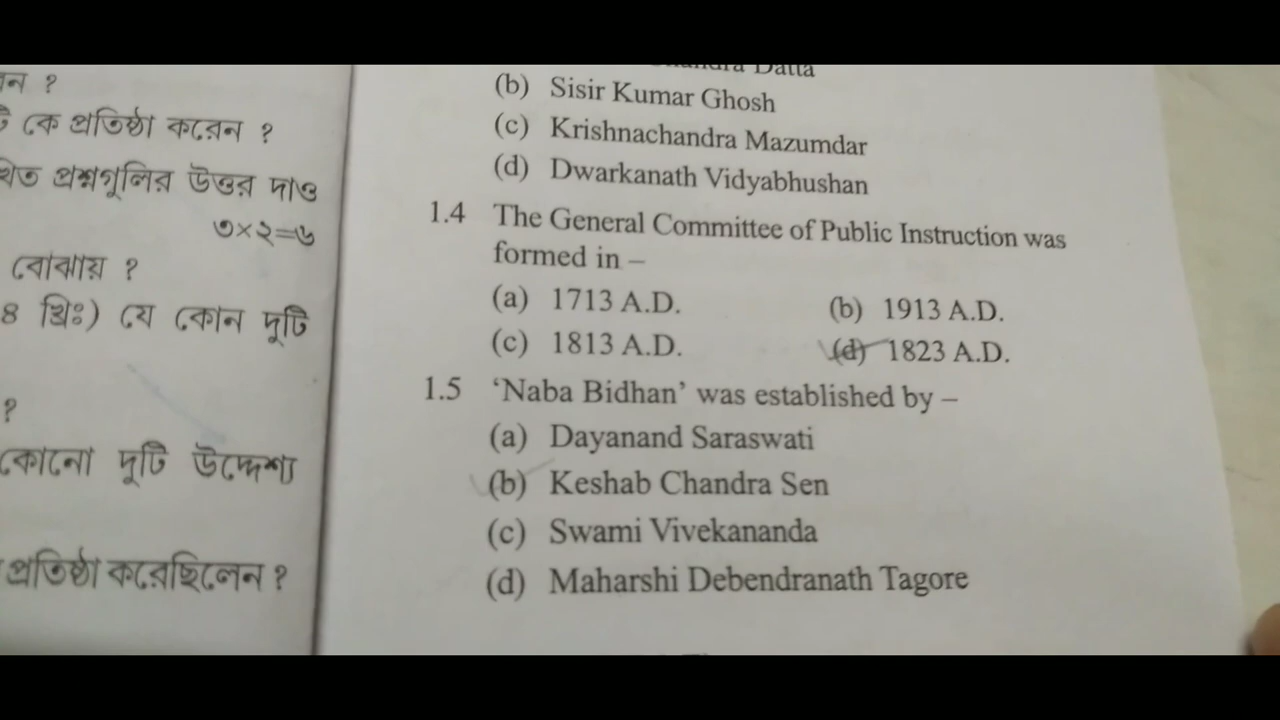 ?
কে প্রতিষ্ঠা করেন ?
প্রশ্নগুলির উত্তর দাও
৩×২=৬
বোঝায় ?
৪ খ্রিঃ) যে কোন দুটি
?
কোনো দুটি উদ্দেশ্য
প্রতিষ্ঠা করেছিলেন ?
Datta
(b) Sisir Kumar Ghosh
(c) Krishnachandra Mazumdar
(d) Dwarkanath Vidyabhushan
1.4 The General Committee of Public Instruction was
formed in –
(a) 1713 A.D. (b) 1913 A.D.
(c) 1813 A.D. (d) 1823 A.D.
1.5 ‘Naba Bidhan’ was established by –
(a) Dayanand Saraswati
(b) Keshab Chandra Sen
(c) Swami Vivekananda
(d) Maharshi Debendranath Tagore